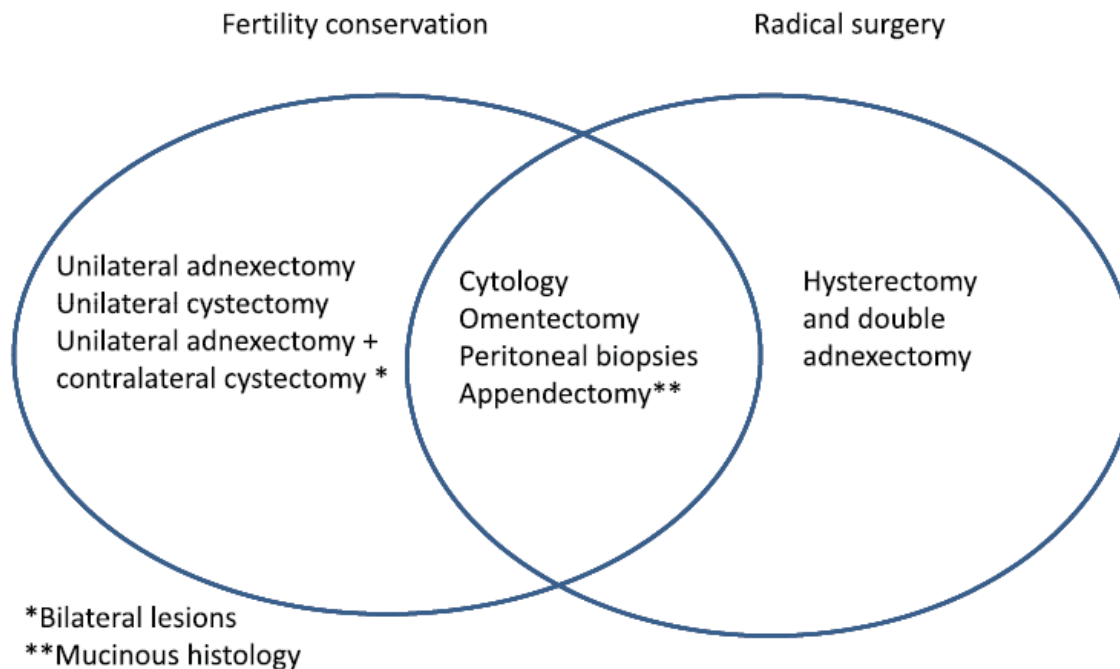 Fertility conservation
Radical surgery
Unilateral adnexectomy
Unilateral cystectomy
Unilateral adnexectomy +
contralateral cystectomy *
Cytology
Omentectomy
Peritoneal biopsies
Appendectomy**
Hysterectomy
and double
adnexectomy
*Bilateral lesions
**Mucinous histology